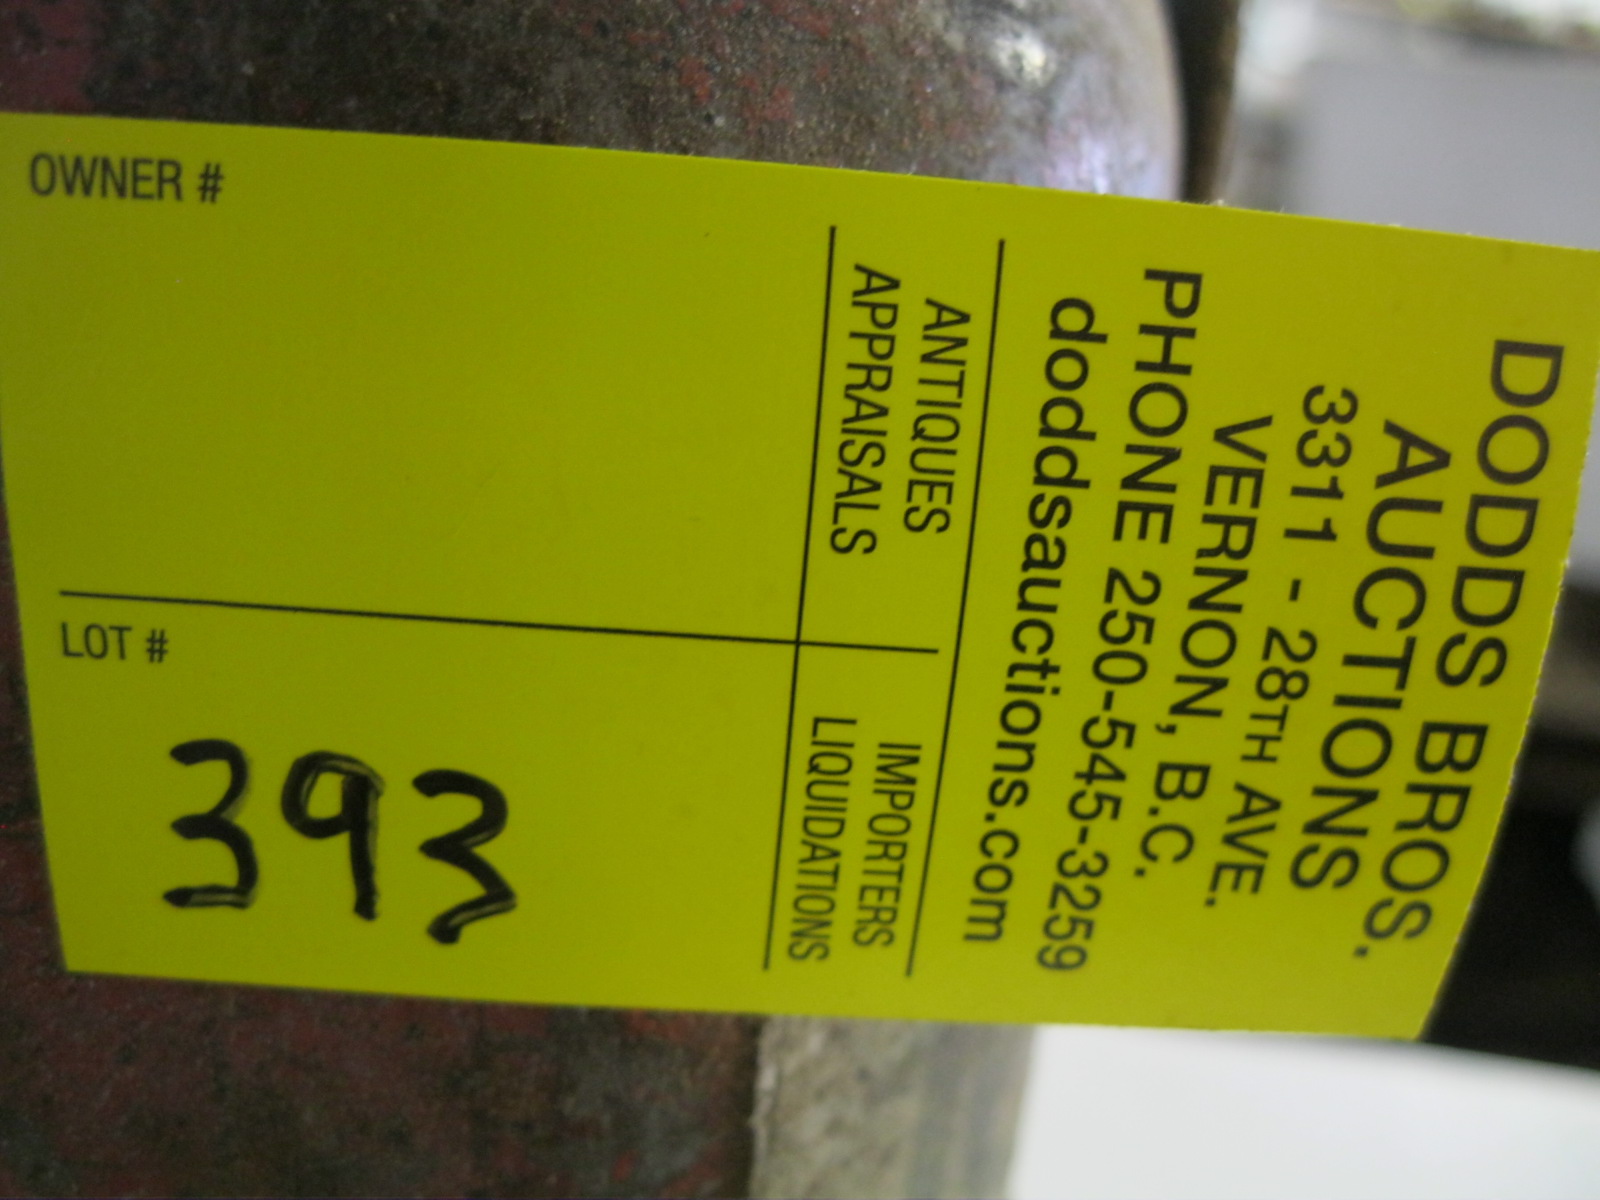 DODDS BROS.
AUCTIONS
3311 - 28TH AVE.
VERNON, B.C.
PHONE 250-545-3259
doddsauctions.com
ANTIQUES
APPRAISALS
IMPORTERS
LIQUIDATIONS
OWNER #
LOT #
393